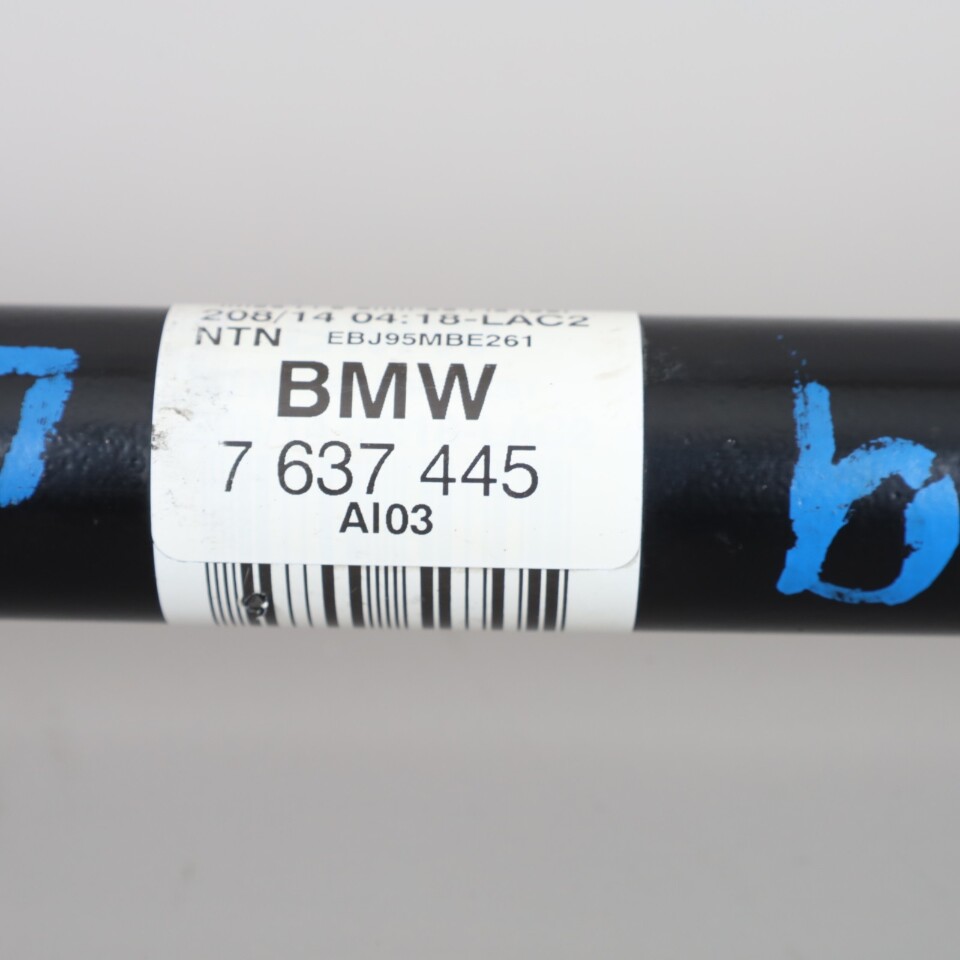 208/14 04:18-LAC2
NTN EBJ95MBE261
BMW
7 637 445
AI03
b